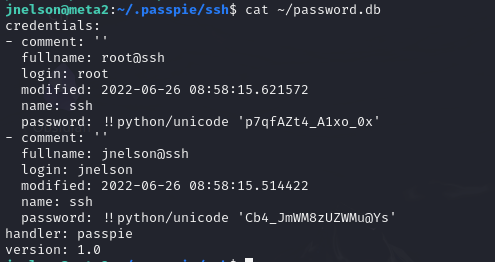 jnelson@meta2:~/.passpie/ssh$ cat ~/password.db
credentials:
- comment: ''
  fullname: root@ssh
  login: root
  modified: 2022-06-26 08:58:15.621572
  name: ssh
  password: !!python/unicode 'p7qfAZt4_A1xo_0x'
- comment: ''
  fullname: jnelson@ssh
  login: jnelson
  modified: 2022-06-26 08:58:15.514422
  name: ssh
  password: !!python/unicode 'Cb4_JmWM8zUZWMu@Ys'
handler: passpie
version: 1.0